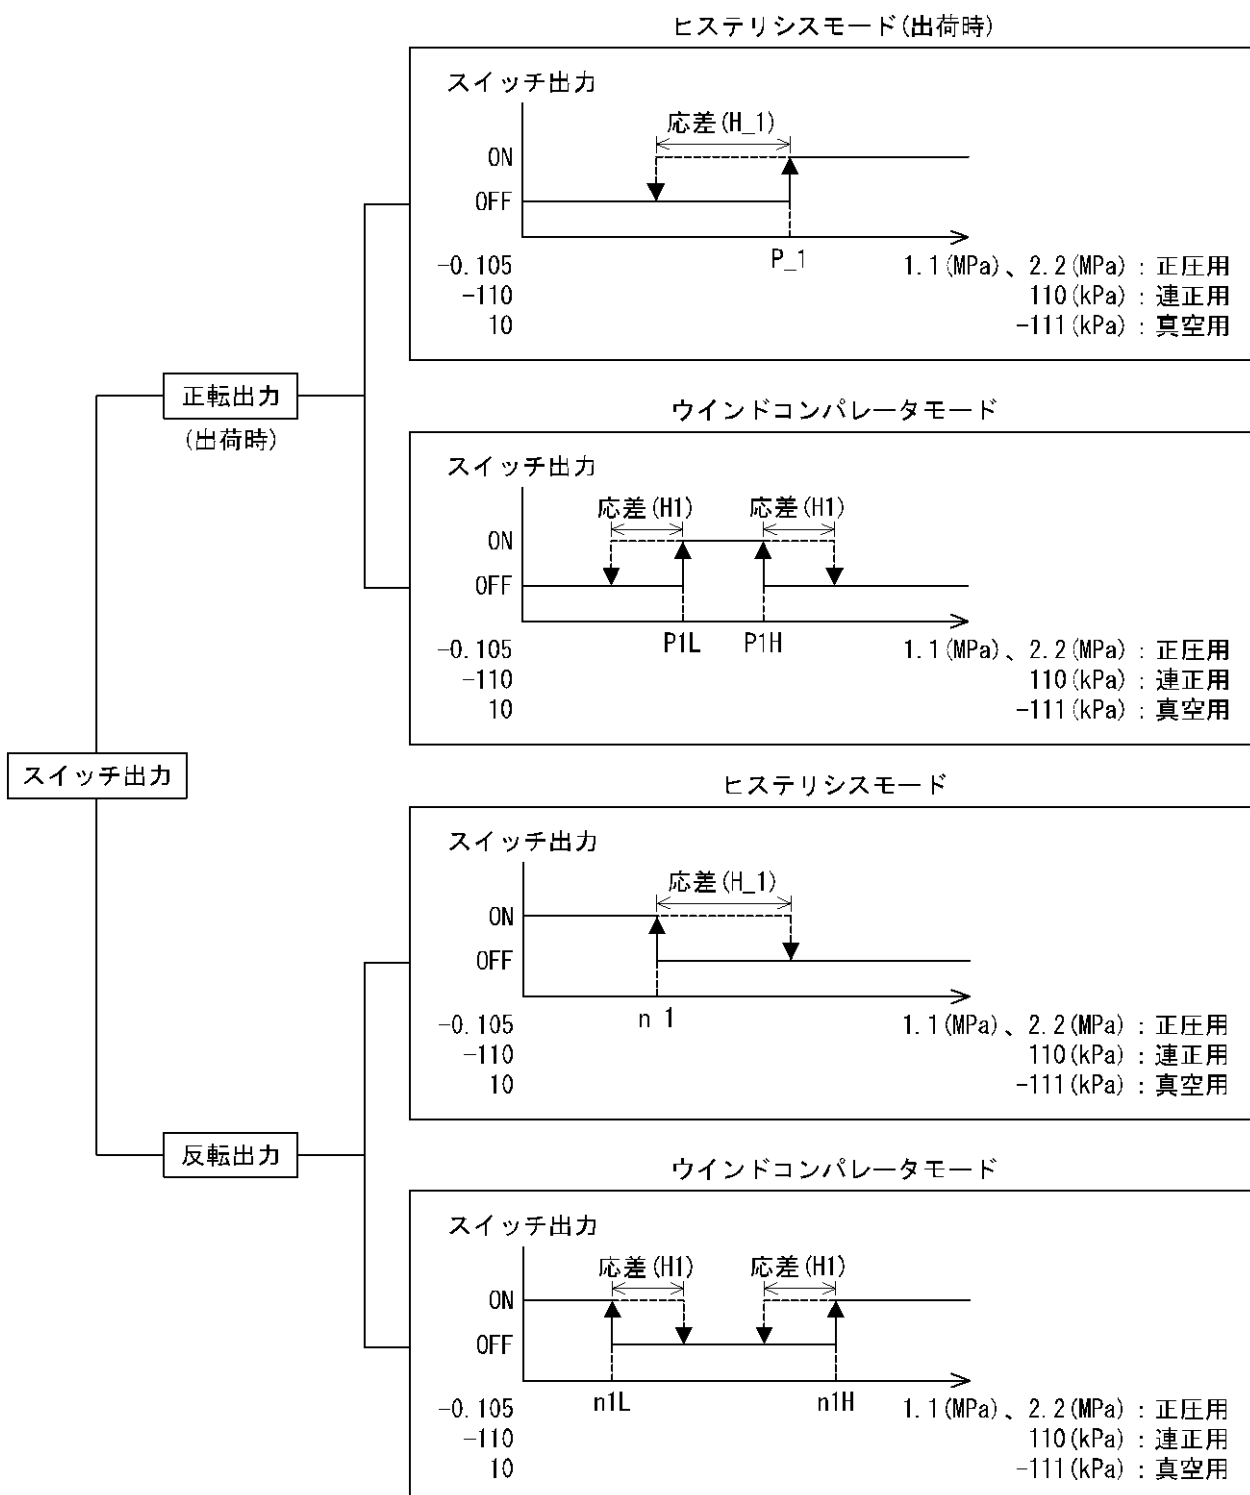 ヒステリシスモード(出荷時)
スイッチ出力
応差(H_1)
ON
OFF
P_1
-0.105 1.1(MPa)、2.2(MPa) : 正圧用
-110 110(kPa) : 連正用
10 -111(kPa) : 真空用
正転出力
(出荷時)
ウインドコンパレータモード
スイッチ出力
応差(H1) 応差(H1)
ON
OFF
P1L P1H
-0.105 1.1(MPa)、2.2(MPa) : 正圧用
-110 110(kPa) : 連正用
10 -111(kPa) : 真空用
スイッチ出力
ヒステリシスモード
スイッチ出力
応差(H_1)
ON
OFF
n 1
-0.105 1.1(MPa)、2.2(MPa) : 正圧用
-110 110(kPa) : 連正用
10 -111(kPa) : 真空用
反転出力
ウインドコンパレータモード
スイッチ出力
応差(H1) 応差(H1)
ON
OFF
n1L n1H
-0.105 1.1(MPa)、2.2(MPa) : 正圧用
-110 110(kPa) : 連正用
10 -111(kPa) : 真空用